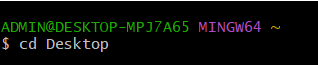 ADMIN@DESKTOP-MPJ7A65 MINGW64 ~
$ cd Desktop